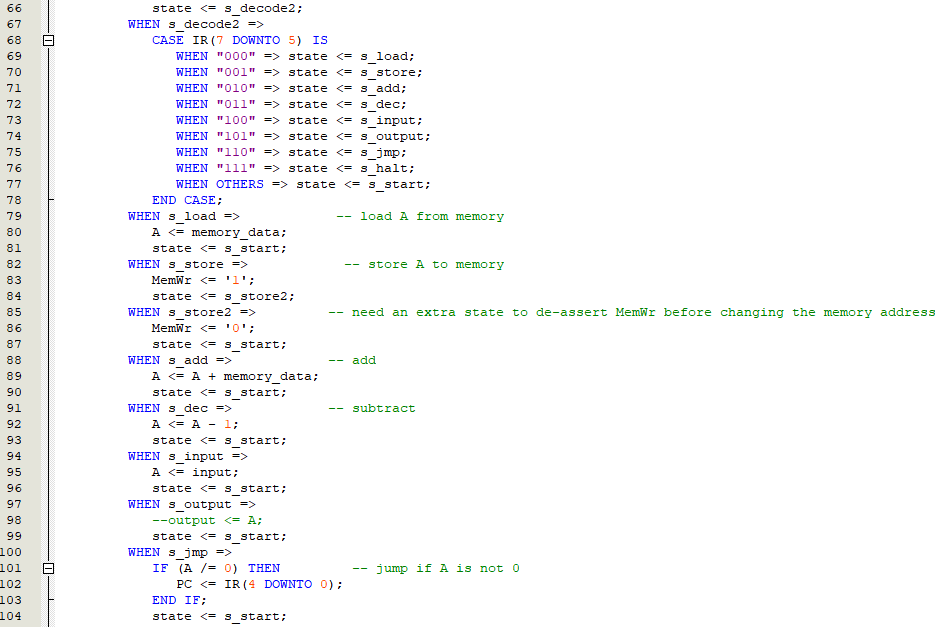 66 state <= s_decode2;
67 WHEN s_decode2 =>
68 CASE IR(7 DOWNTO 5) IS
69 WHEN "000" => state <= s_load;
70 WHEN "001" => state <= s_store;
71 WHEN "010" => state <= s_add;
72 WHEN "011" => state <= s_dec;
73 WHEN "100" => state <= s_input;
74 WHEN "101" => state <= s_output;
75 WHEN "110" => state <= s_jmp;
76 WHEN "111" => state <= s_halt;
77 WHEN OTHERS => state <= s_start;
78 END CASE;
79 WHEN s_load => -- load A from memory
80 A <= memory_data;
81 state <= s_start;
82 WHEN s_store => -- store A to memory
83 MemWr <= '1';
84 state <= s_store2;
85 WHEN s_store2 => -- need an extra state to de-assert MemWr before changing the memory address
86 MemWr <= '0';
87 state <= s_start;
88 WHEN s_add => -- add
89 A <= A + memory_data;
90 state <= s_start;
91 WHEN s_dec => -- subtract
92 A <= A - 1;
93 state <= s_start;
94 WHEN s_input =>
95 A <= input;
96 state <= s_start;
97 WHEN s_output =>
98 --output <= A;
99 state <= s_start;
100 WHEN s_jmp =>
101 IF (A /= 0) THEN -- jump if A is not 0
102 PC <= IR(4 DOWNTO 0);
103 END IF;
104 state <= s_start;